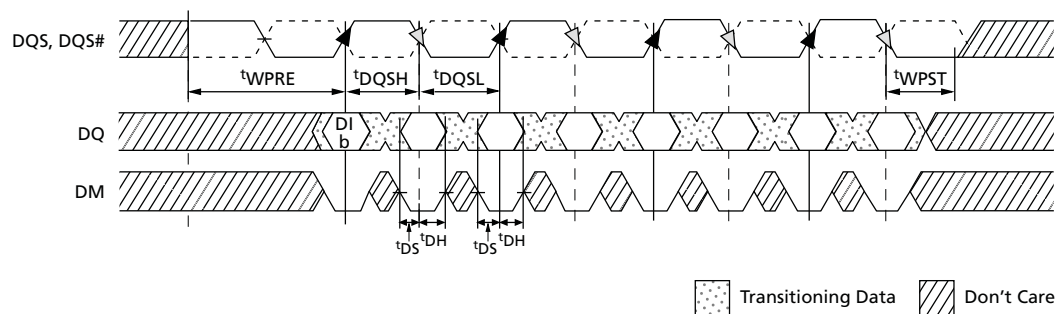 DQS, DQS#
tWPRE tDQSH tDQSL tWPST
DQ
DI
b
DM
tDS tDH tDS tDH
Transitioning Data Don't Care